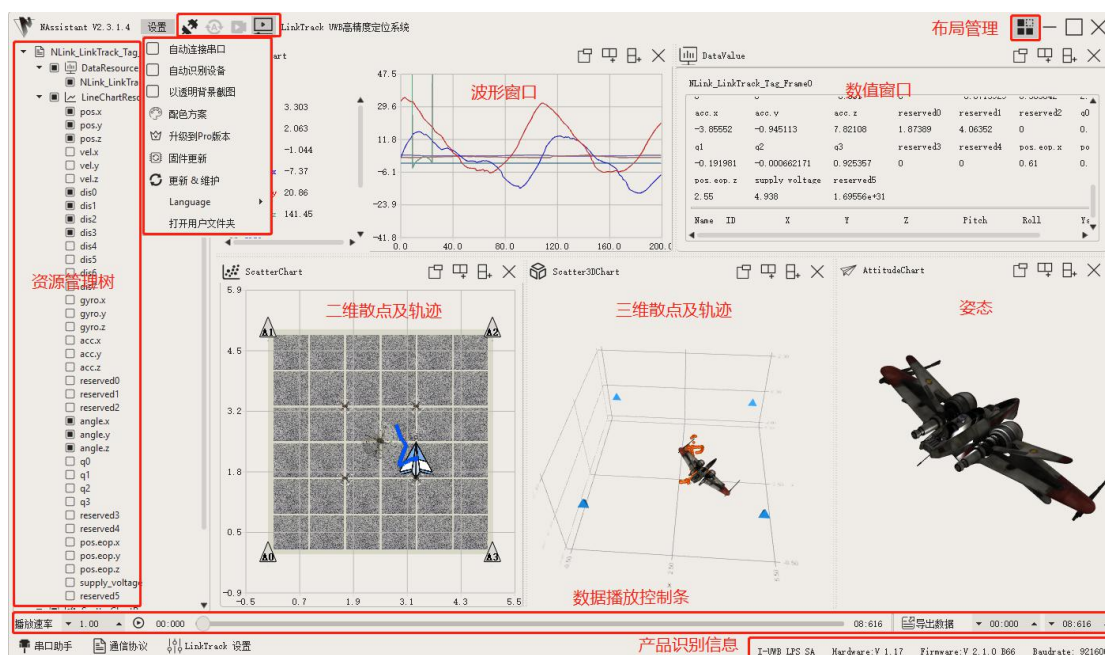 NAssistant V2.3.1.4 设置 LinkTrack UWB高精度定位系统 布局管理
NLink_LinkTrack_Tag_
DataResource
NLink_LinkTra
LineChartReso
pos.x
pos.y
pos.z
vel.x
vel.y
vel.z
dis0
dis1
dis2
dis3
dis4
dis5
dis6
资源管理树
gyro.x
gyro.y
gyro.z
acc.x
acc.y
acc.z
reserved0
reserved1
reserved2
angle.x
angle.y
angle.z
q0
q1
q2
q3
reserved3
reserved4
pos.eop.x
pos.eop.y
pos.eop.z
supply_voltage
reserved5
自动连接串口
自动识别设备
以透明背景截图
配色方案
升级到Pro版本
固件更新
更新&维护
Language
打开用户文件夹
art
3.303
2.063
-1.044
x -7.37
y 20.86
z 141.45
波形窗口
47.5
29.6
11.8
-6.1
-23.9
-41.8
0.0 40.0 80.0 120.0 160.0 200.
DataValue
数值窗口
NLink_LinkTrack_Tag_Frame0
acc.x acc.y acc.z reserved0 reserved1 reserved2 q0
-3.85552 -0.945113 7.82108 1.87389 4.06352 0 0.
q1 q2 q3 reserved3 reserved4 pos.eop.x po
-0.191981 -0.000662171 0.925357 0 0 0.61 0.
pos.eop.z supply voltage reserved5
2.55 4.938 1.69556e+31
Name ID X Y Z Pitch Roll Ya
ScatterChart
二维散点及轨迹
5.9
4.5
3.2
1.8
0.5
-0.9
-0.5 0.7 1.9 3.1 4.3 5.5
A1 A2
A0 A3
Scatter3DChart
三维散点及轨迹
AttitudeChart
姿态
数据播放控制条
播放速率 1.00 00:000 08:616 导出数据 00:000 08:616
串口助手 通信协议 LinkTrack 设置 产品识别信息 I-UWB LPS SA Hardware:V 1.17 Firmware:V 2.1.0 B66 Baudrate: 92160